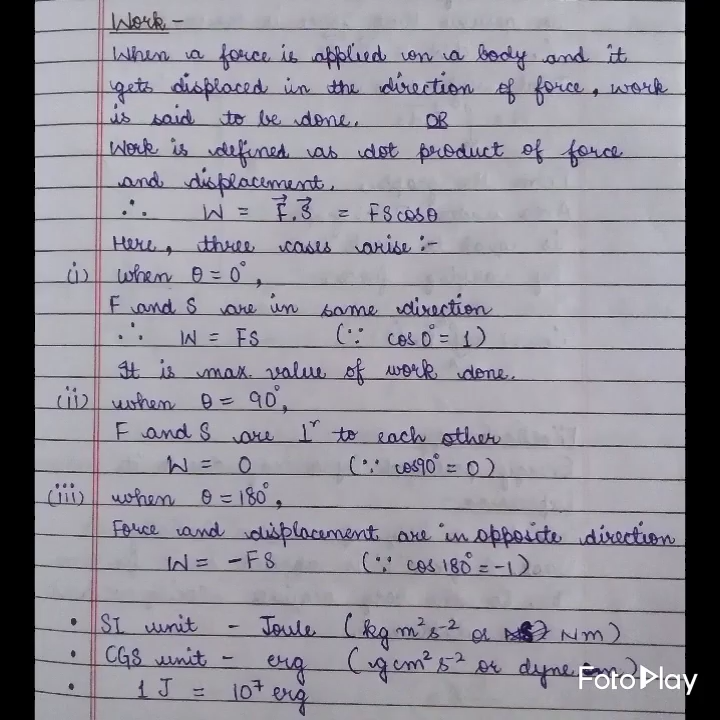 Work -
When a force is applied on a body and it
gets displaced in the direction of force, work
is said to be done. OR
Work is defined as dot product of force
and displacement.
∴ W = F⃗.S⃗ = FScosθ
Here, three cases arise :-
(i) when θ = 0°,
F and S are in same direction
∴ W = FS (∵ cos 0° = 1)
It is max. value of work done.
(ii) when θ = 90°,
F and S are ⊥ʳ to each other
W = 0 (∵ cos90° = 0)
(iii) when θ = 180°,
Force and displacement are in opposite direction
W = -FS (∵ cos 180° = -1)
• SI unit - Joule (kg m² s⁻² or Nm)
• CGS unit - erg (g cm² s⁻² or dyne cm)
• 1 J = 10⁷ erg
FotoPlay